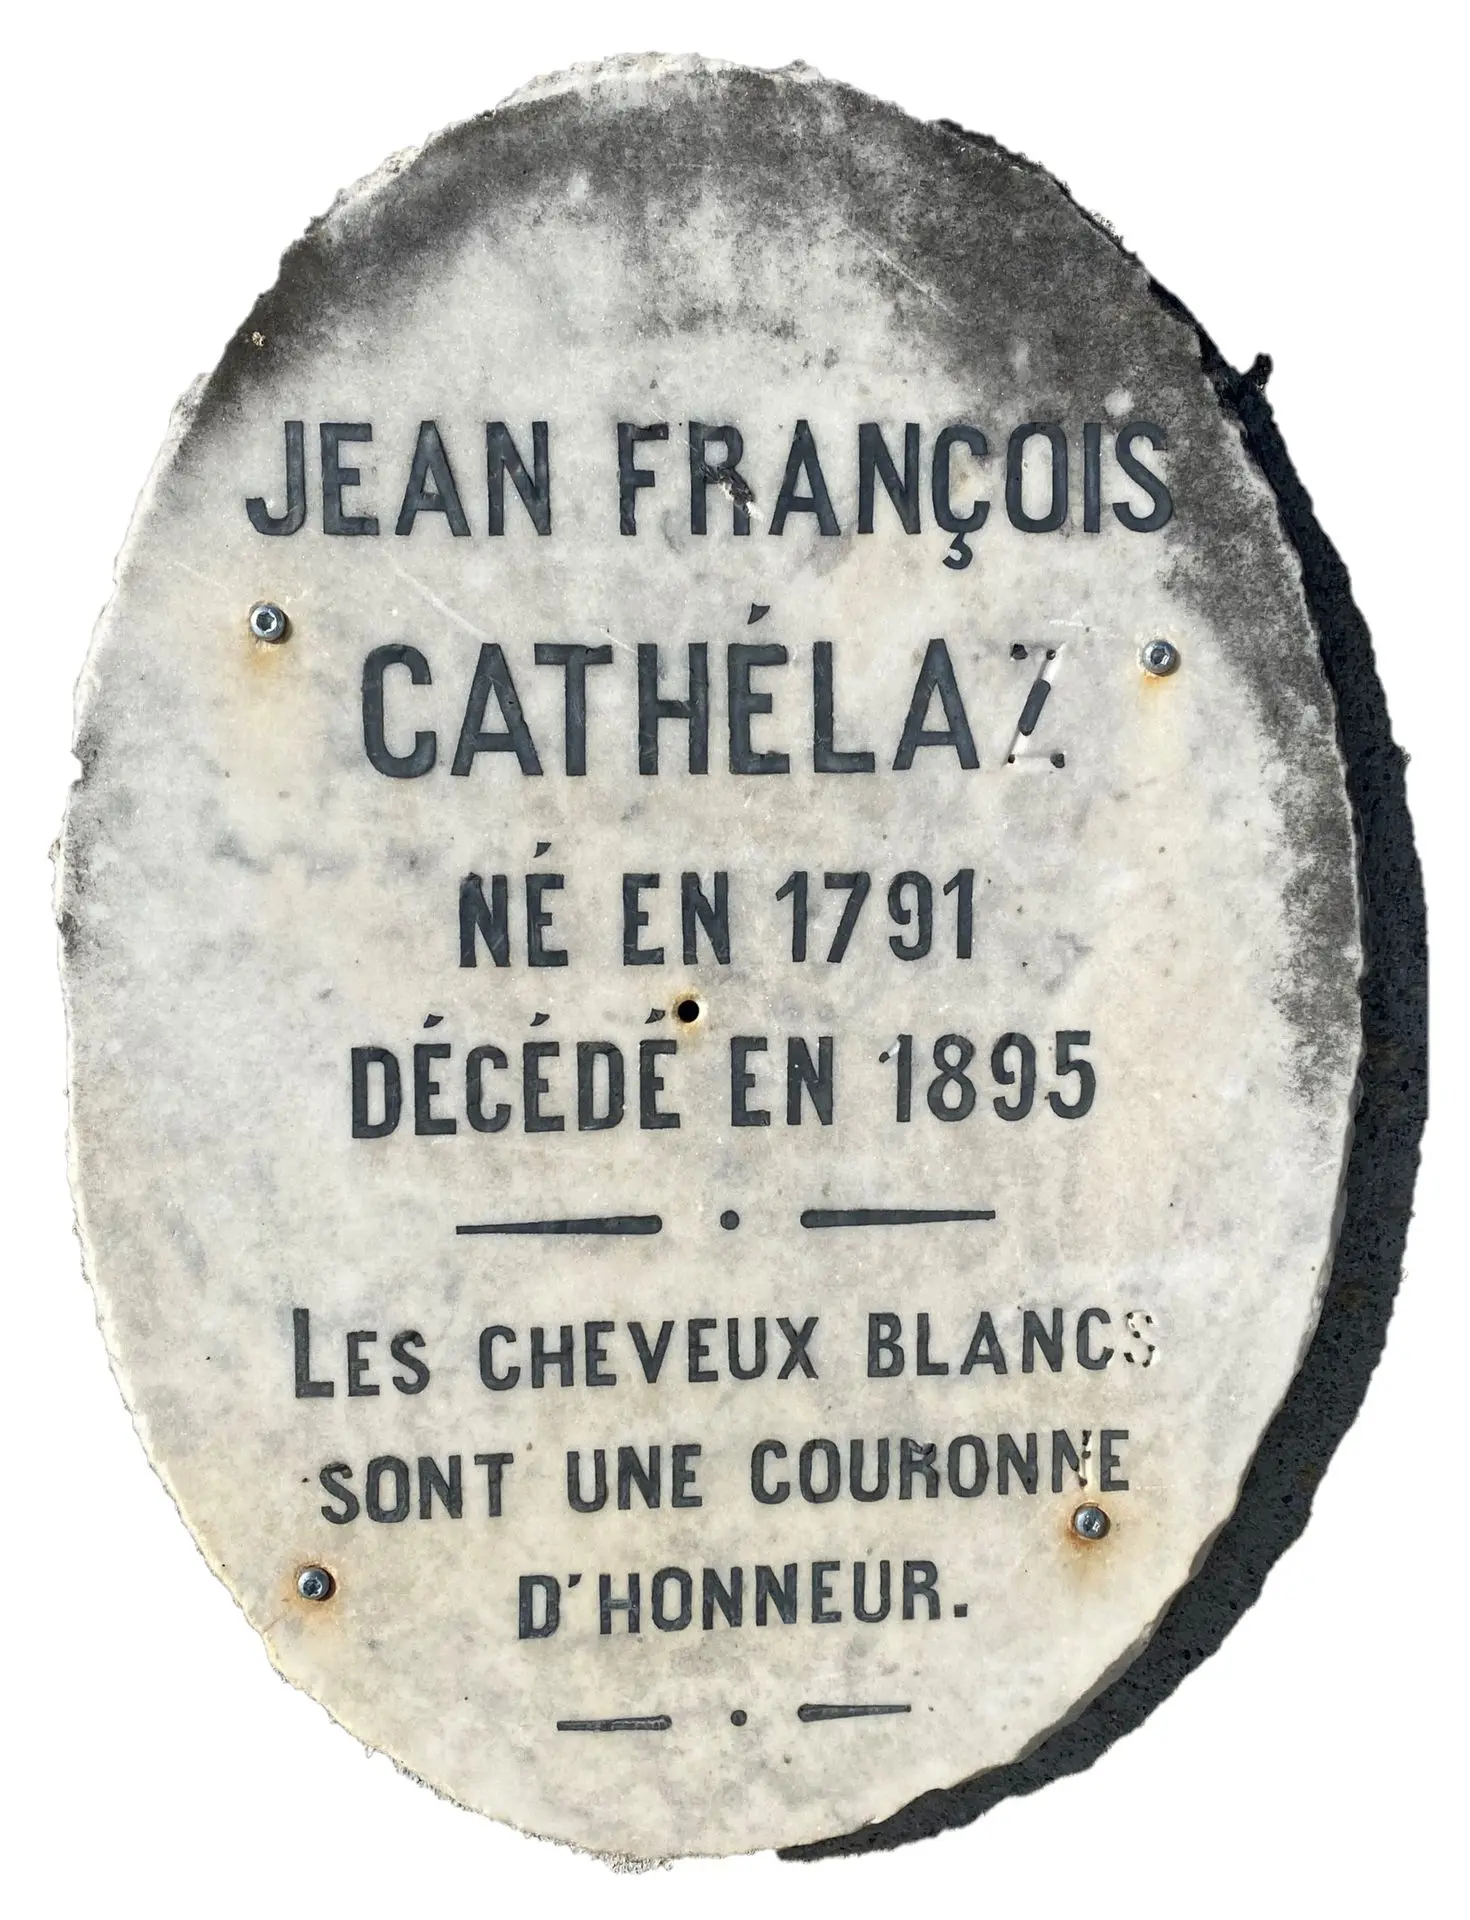 JEAN FRANÇOIS
CATHÉLAZ
NÉ EN 1791
DÉCÉDÉ EN 1895
LES CHEVEUX BLANCS
SONT UNE COURONNE
D'HONNEUR.